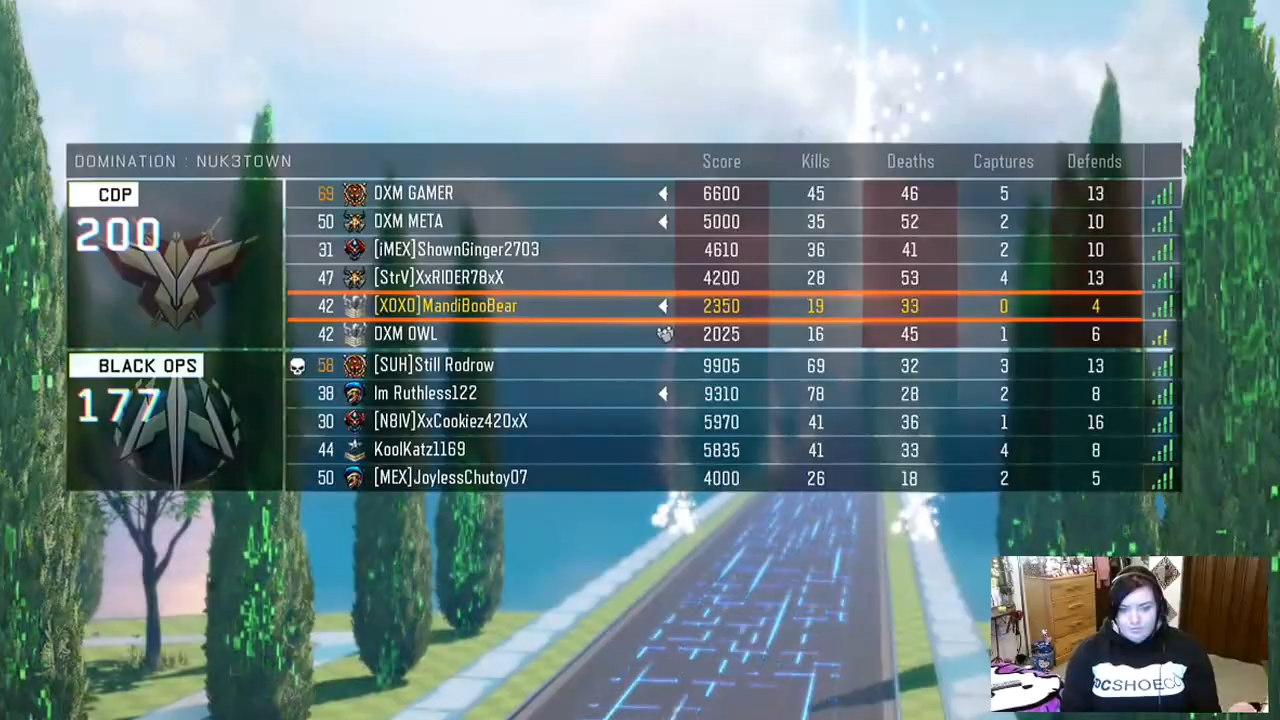 DOMINATION : NUK3TOWN Score Kills Deaths Captures Defends
CDP
200
69 OXM GAMER 6600 45 46 5 13
50 OXM META 5000 35 52 2 10
31 [iMEX]ShownGinger2703 4610 36 41 2 10
47 [StrV]XxRIDER78xX 4200 28 53 4 13
42 [XOXO]MandiBooBear 2350 19 33 0 4
42 OXM OWL 2025 16 45 1 6
BLACK OPS
177
58 [SUH]Still Rodrow 9905 69 32 3 13
38 Im Ruthless122 9310 78 28 2 8
30 [N8IV]XxCookiez420xX 5970 41 36 1 16
44 KoolKatz1169 5835 41 33 4 8
50 [MEX]JoylessChutoy07 4000 26 18 2 5
DCSHOECO